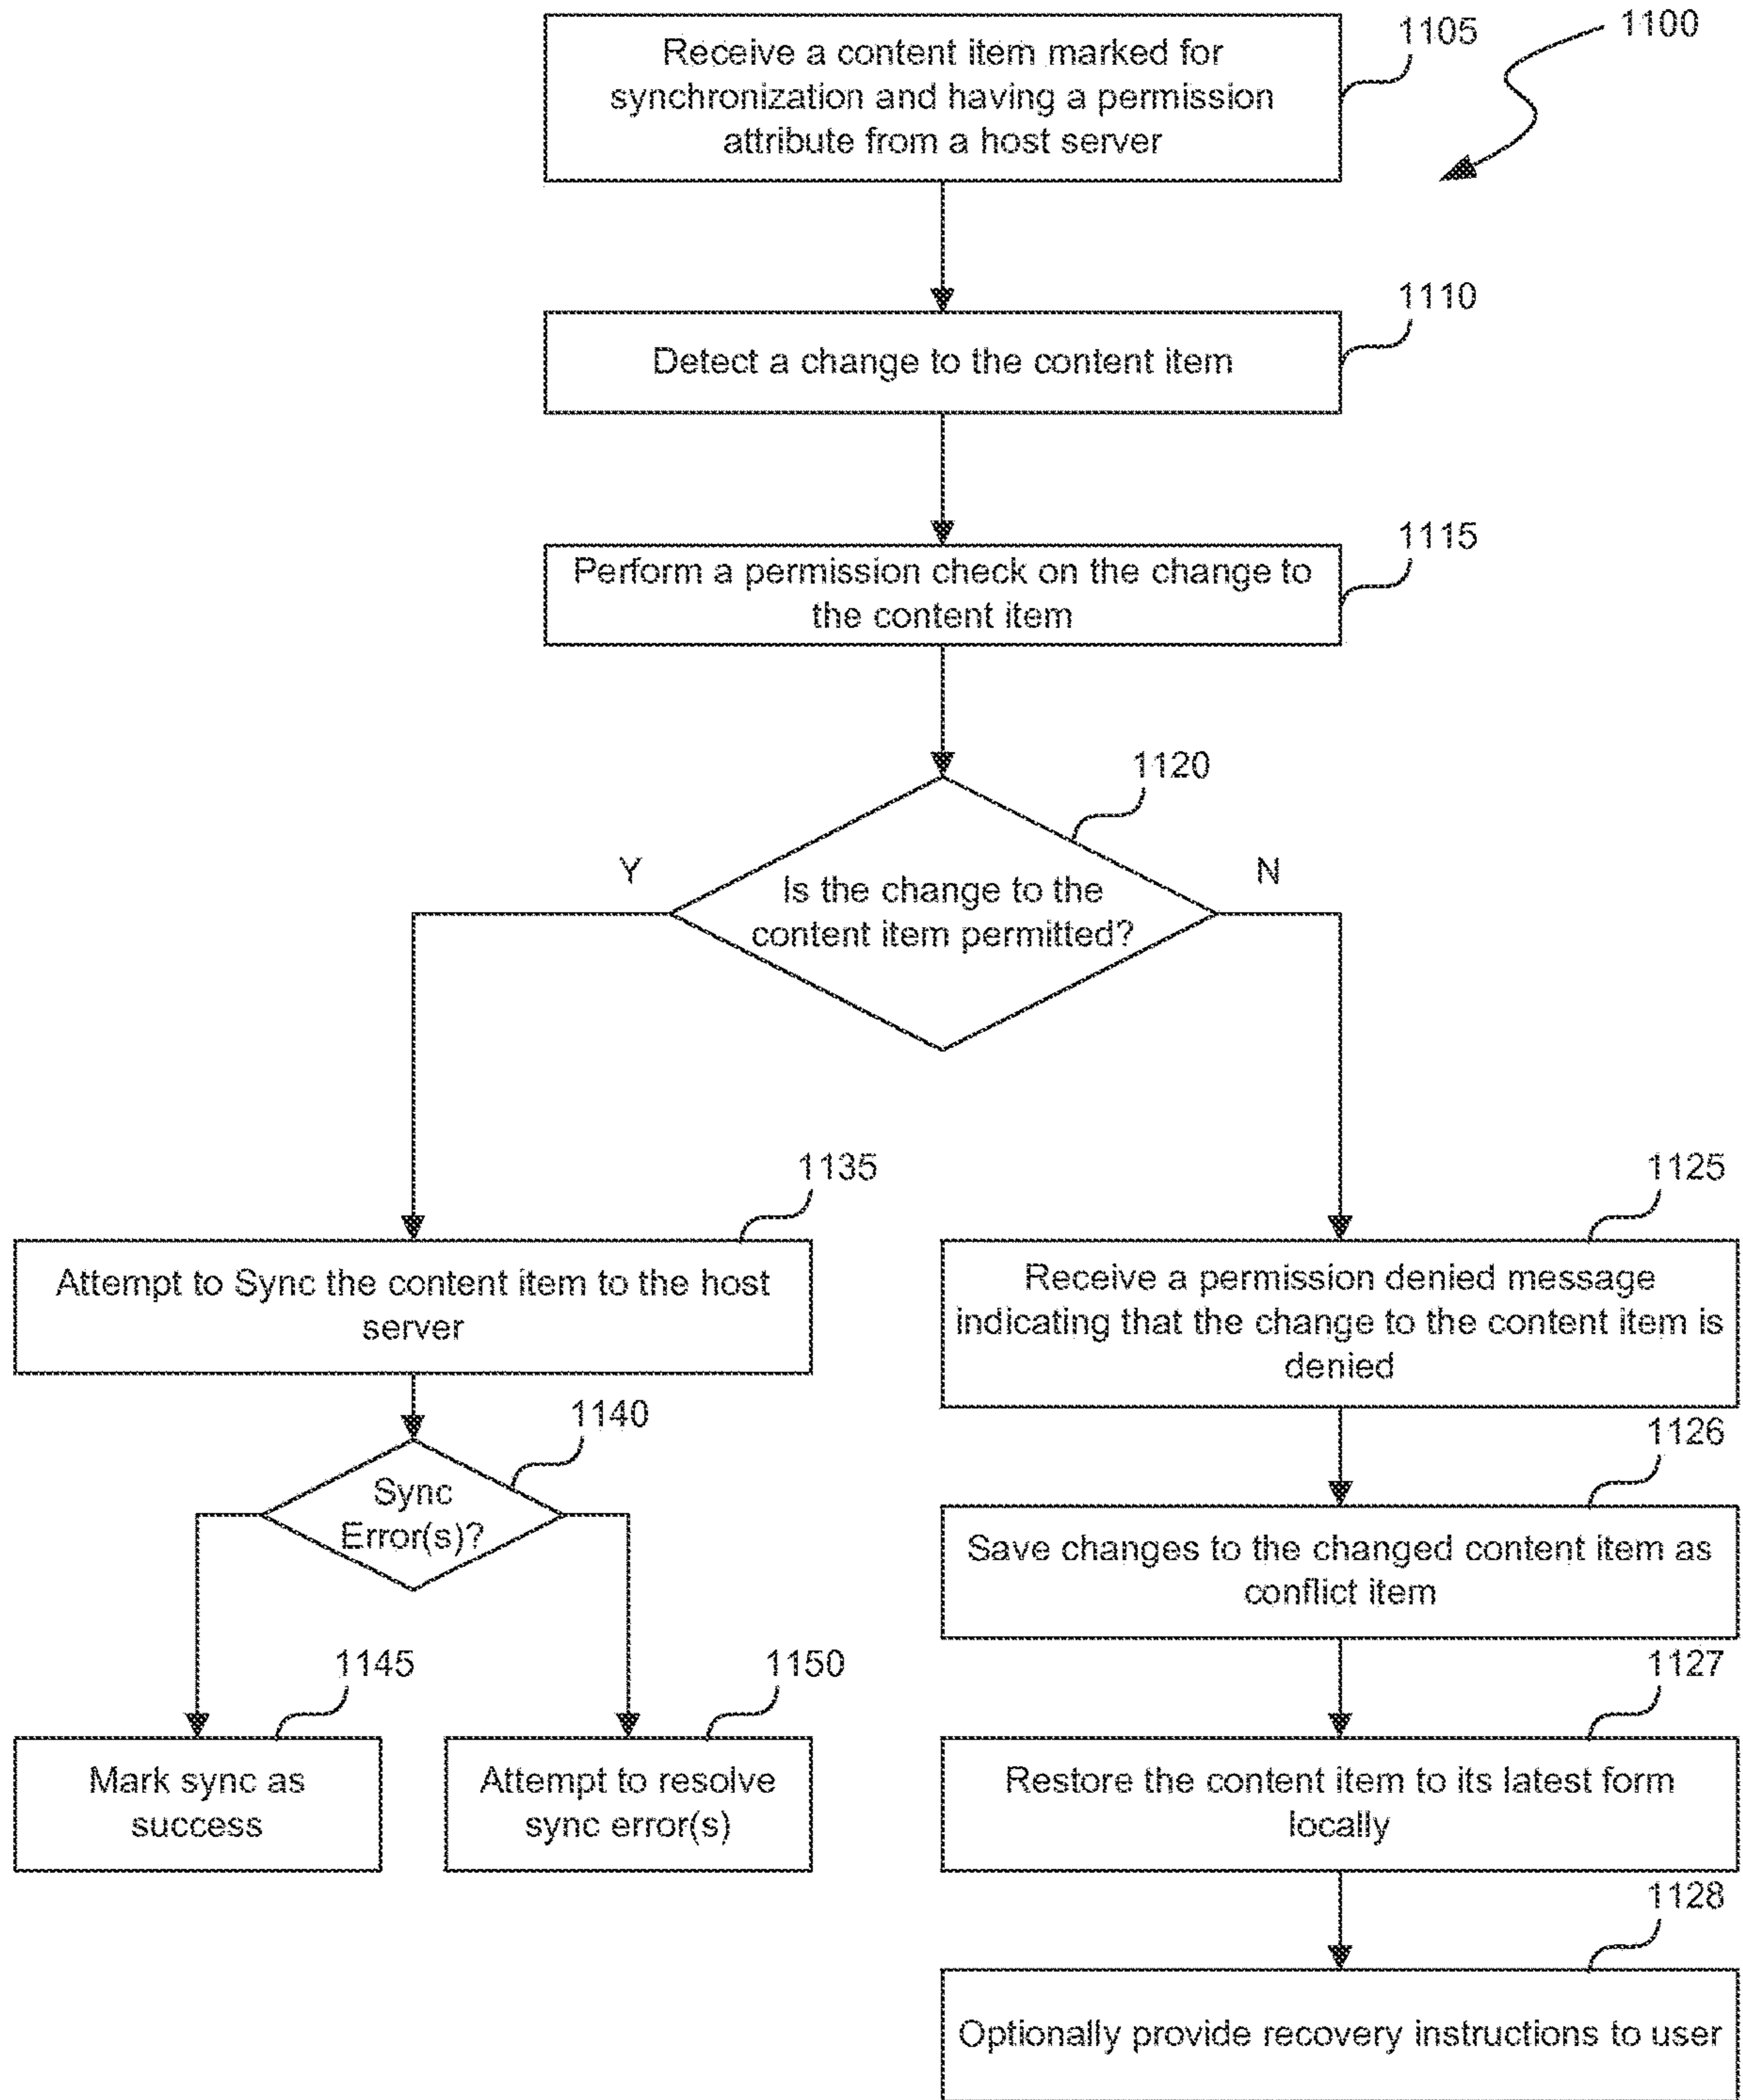 1100
1105
Receive a content item marked for
synchronization and having a permission
attribute from a host server
1110
Detect a change to the content item
1115
Perform a permission check on the change to
the content item
1120
Y
N
Is the change to the
content item permitted?
1135
Attempt to Sync the content item to the host
server
1140
Sync
Error(s)?
1145
Mark sync as
success
1150
Attempt to resolve
sync error(s)
1125
Receive a permission denied message
indicating that the change to the content item is
denied
1126
Save changes to the changed content item as
conflict item
1127
Restore the content item to its latest form
locally
1128
Optionally provide recovery instructions to user